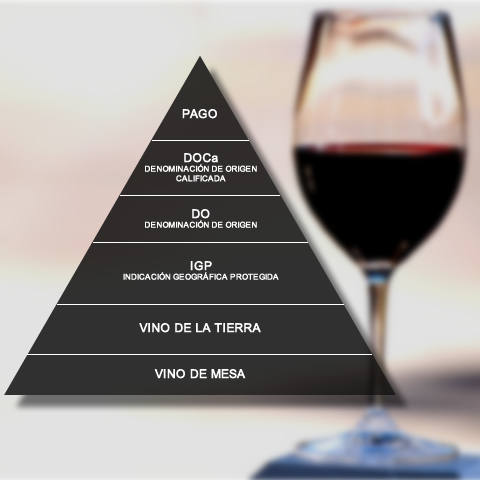 PAGO
DOCa
DENOMINACIÓN DE ORIGEN
CALIFICADA
DO
DENOMINACIÓN DE ORIGEN
IGP
INDICACIÓN GEOGRÁFICA PROTEGIDA
VINO DE LA TIERRA
VINO DE MESA